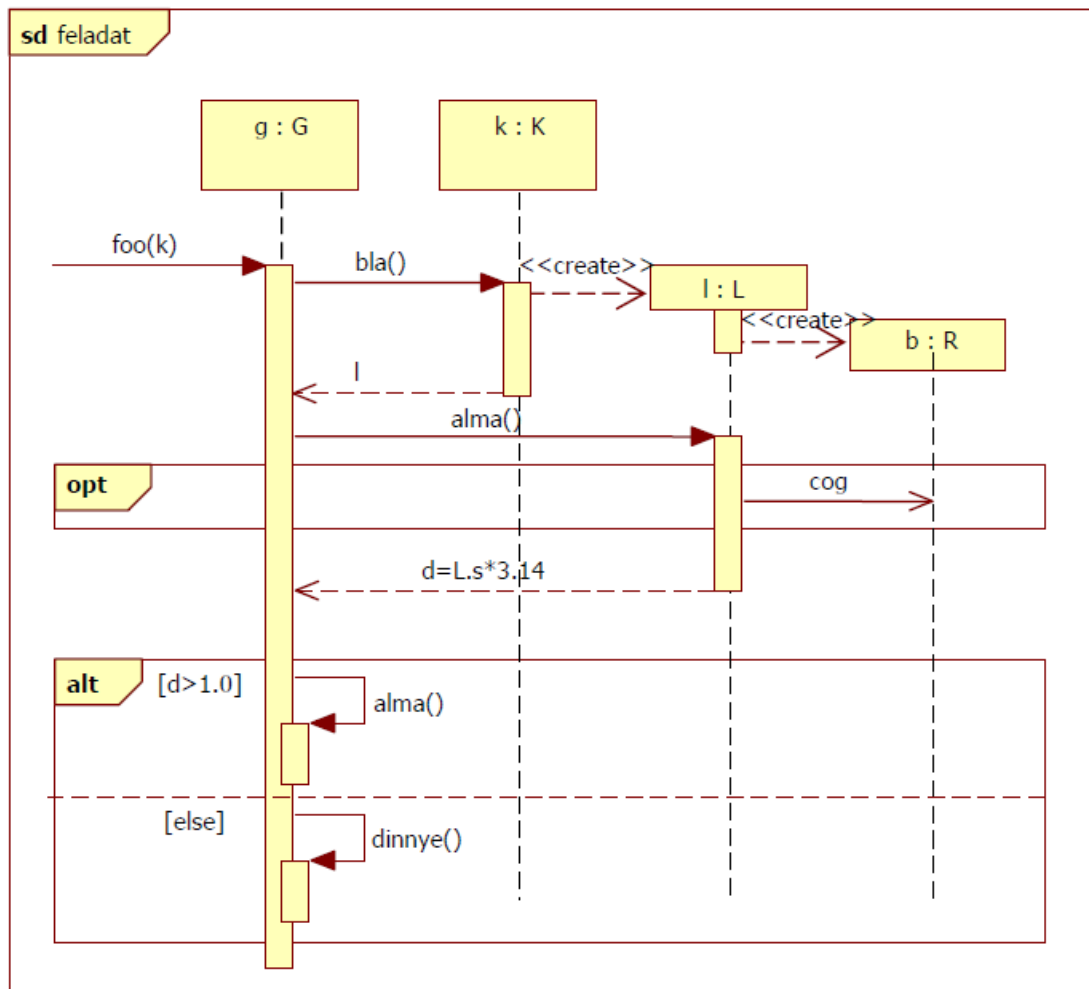 sd feladat
g : G
k : K
foo(k)
bla()
<<create>>
l : L
<<create>>
b : R
l
alma()
opt
cog
d=L.s*3.14
alt
[d>1.0]
alma()
[else]
dinnye()